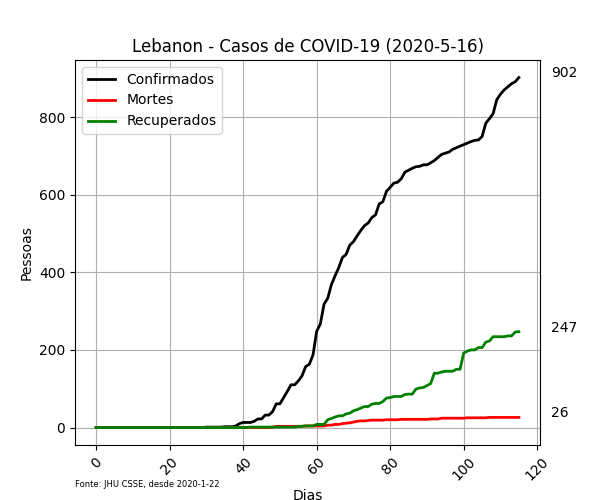 Lebanon - Casos de COVID-19 (2020-5-16)
Confirmados
Mortes
Recuperados
902
247
26
Pessoas
800
600
400
200
0
0 20 40 60 80 100 120
Fonte: JHU CSSE, desde 2020-1-22
Dias